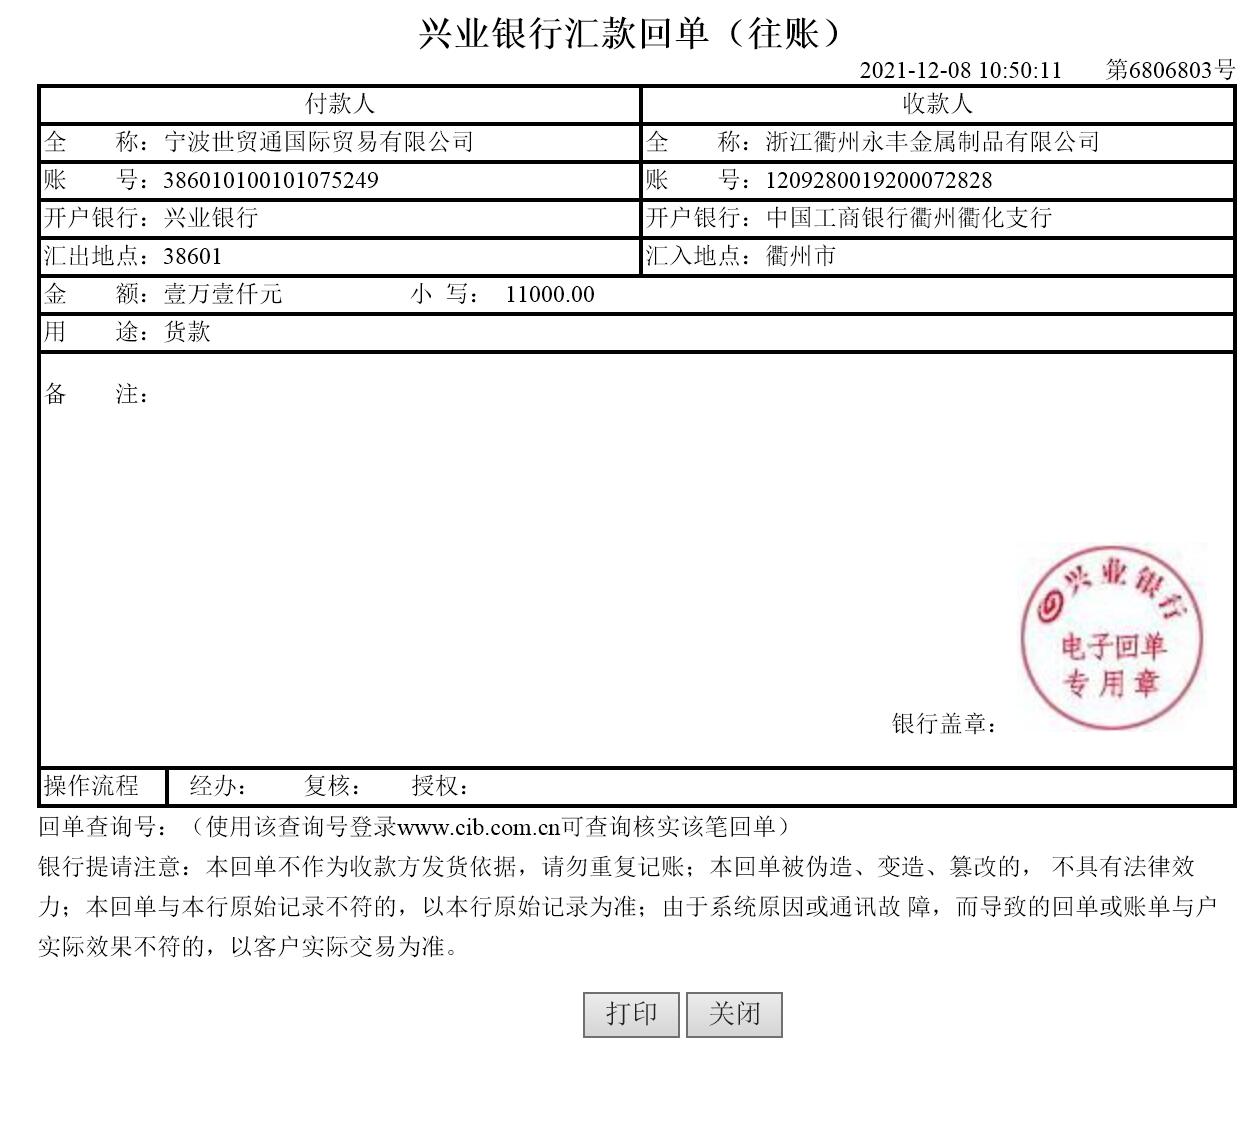 兴业银行汇款回单（往账）
2021-12-08 10:50:11 第6806803号
付款人 收款人
全 称：宁波世贸通国际贸易有限公司 全 称：浙江衢州永丰金属制品有限公司
账 号：386010100101075249 账 号：1209280019200072828
开户银行：兴业银行 开户银行：中国工商银行衢州衢化支行
汇出地点：38601 汇入地点：衢州市
金 额：壹万壹仟元 小 写： 11000.00
用 途：货款
备 注：
兴业银行
电子回单
专用章
银行盖章：
操作流程 经办： 复核： 授权：
回单查询号：（使用该查询号登录www.cib.com.cn可查询核实该笔回单）
银行提请注意：本回单不作为收款方发货依据，请勿重复记账；本回单被伪造、变造、篡改的， 不具有法律效
力；本回单与本行原始记录不符的，以本行原始记录为准；由于系统原因或通讯故 障，而导致的回单或账单与户
实际效果不符的，以客户实际交易为准。
打印 关闭